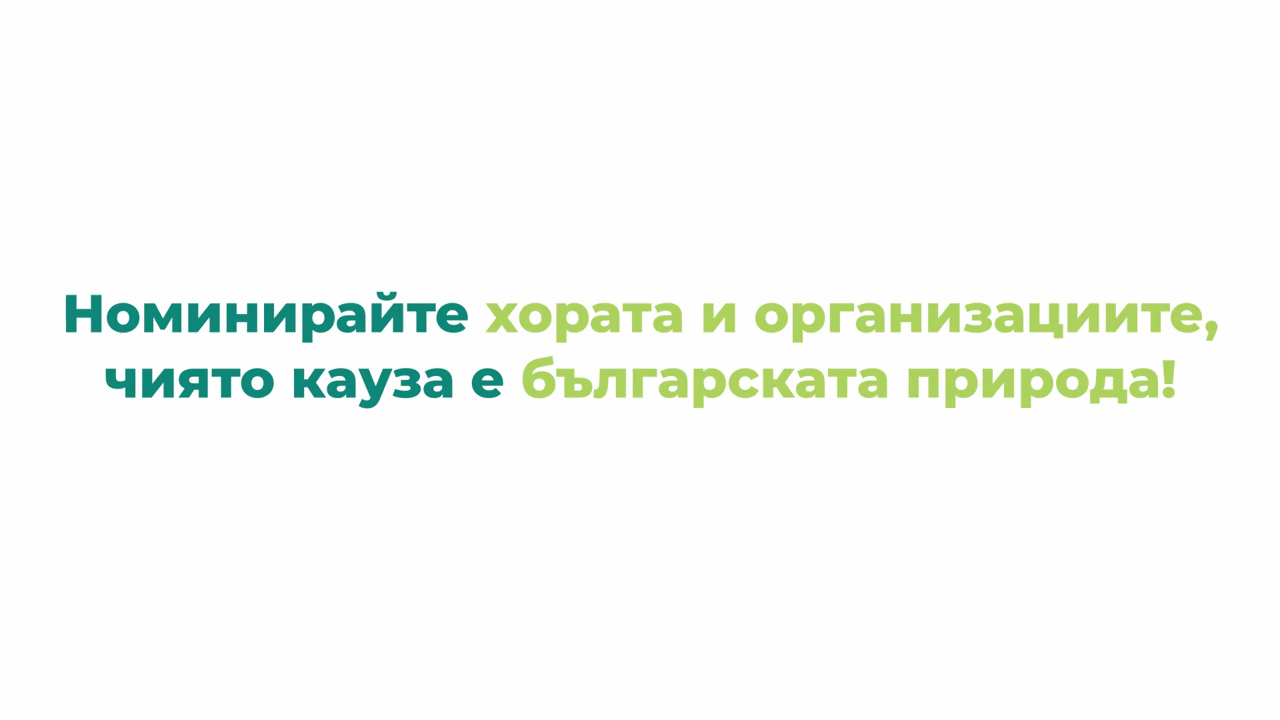 Номинирайте хората и организациите,
чиято кауза е българската природа!